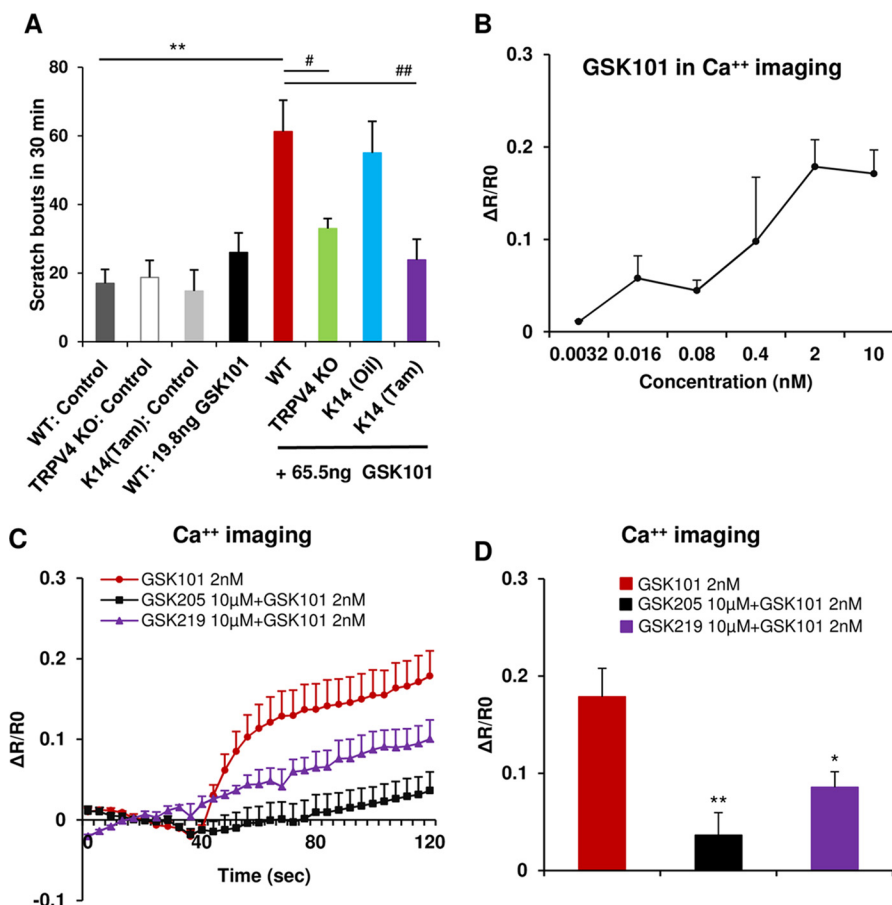 A
**
#
##
Scratch bouts in 30 min
80
60
40
20
0
WT: Control
TRPV4 KO: Control
K14(Tam): Control
WT: 19.8ng GSK101
WT
TRPV4 KO
K14 (Oil)
K14 (Tam)
+ 65.5ng GSK101
B
GSK101 in Ca++ imaging
ΔR/R0
0.3
0.2
0.1
0
0.0032 0.016 0.08 0.4 2 10
Concentration (nM)
C
Ca++ imaging
GSK101 2nM
GSK205 10μM+GSK101 2nM
GSK219 10μM+GSK101 2nM
ΔR/R0
0.3
0.2
0.1
0
-0.1
0 40 80 120
Time (sec)
D
Ca++ imaging
GSK101 2nM
GSK205 10μM+GSK101 2nM
GSK219 10μM+GSK101 2nM
ΔR/R0
0.3
0.2
0.1
0
**
*